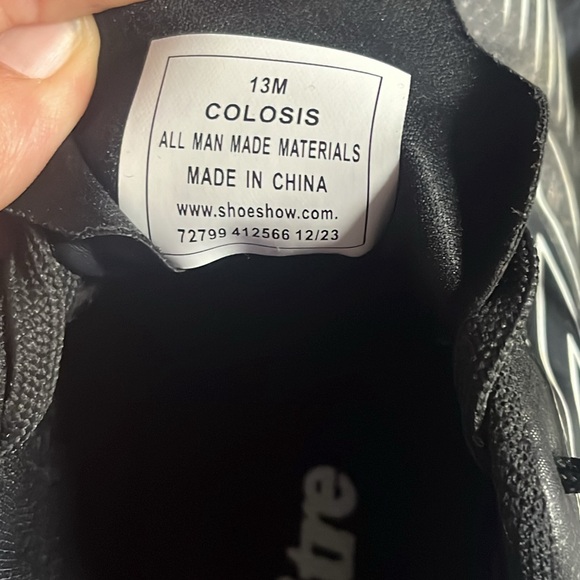 13M
COLOSIS
ALL MAN MADE MATERIALS
MADE IN CHINA
www.shoeshow.com.
72799 412566 12/23